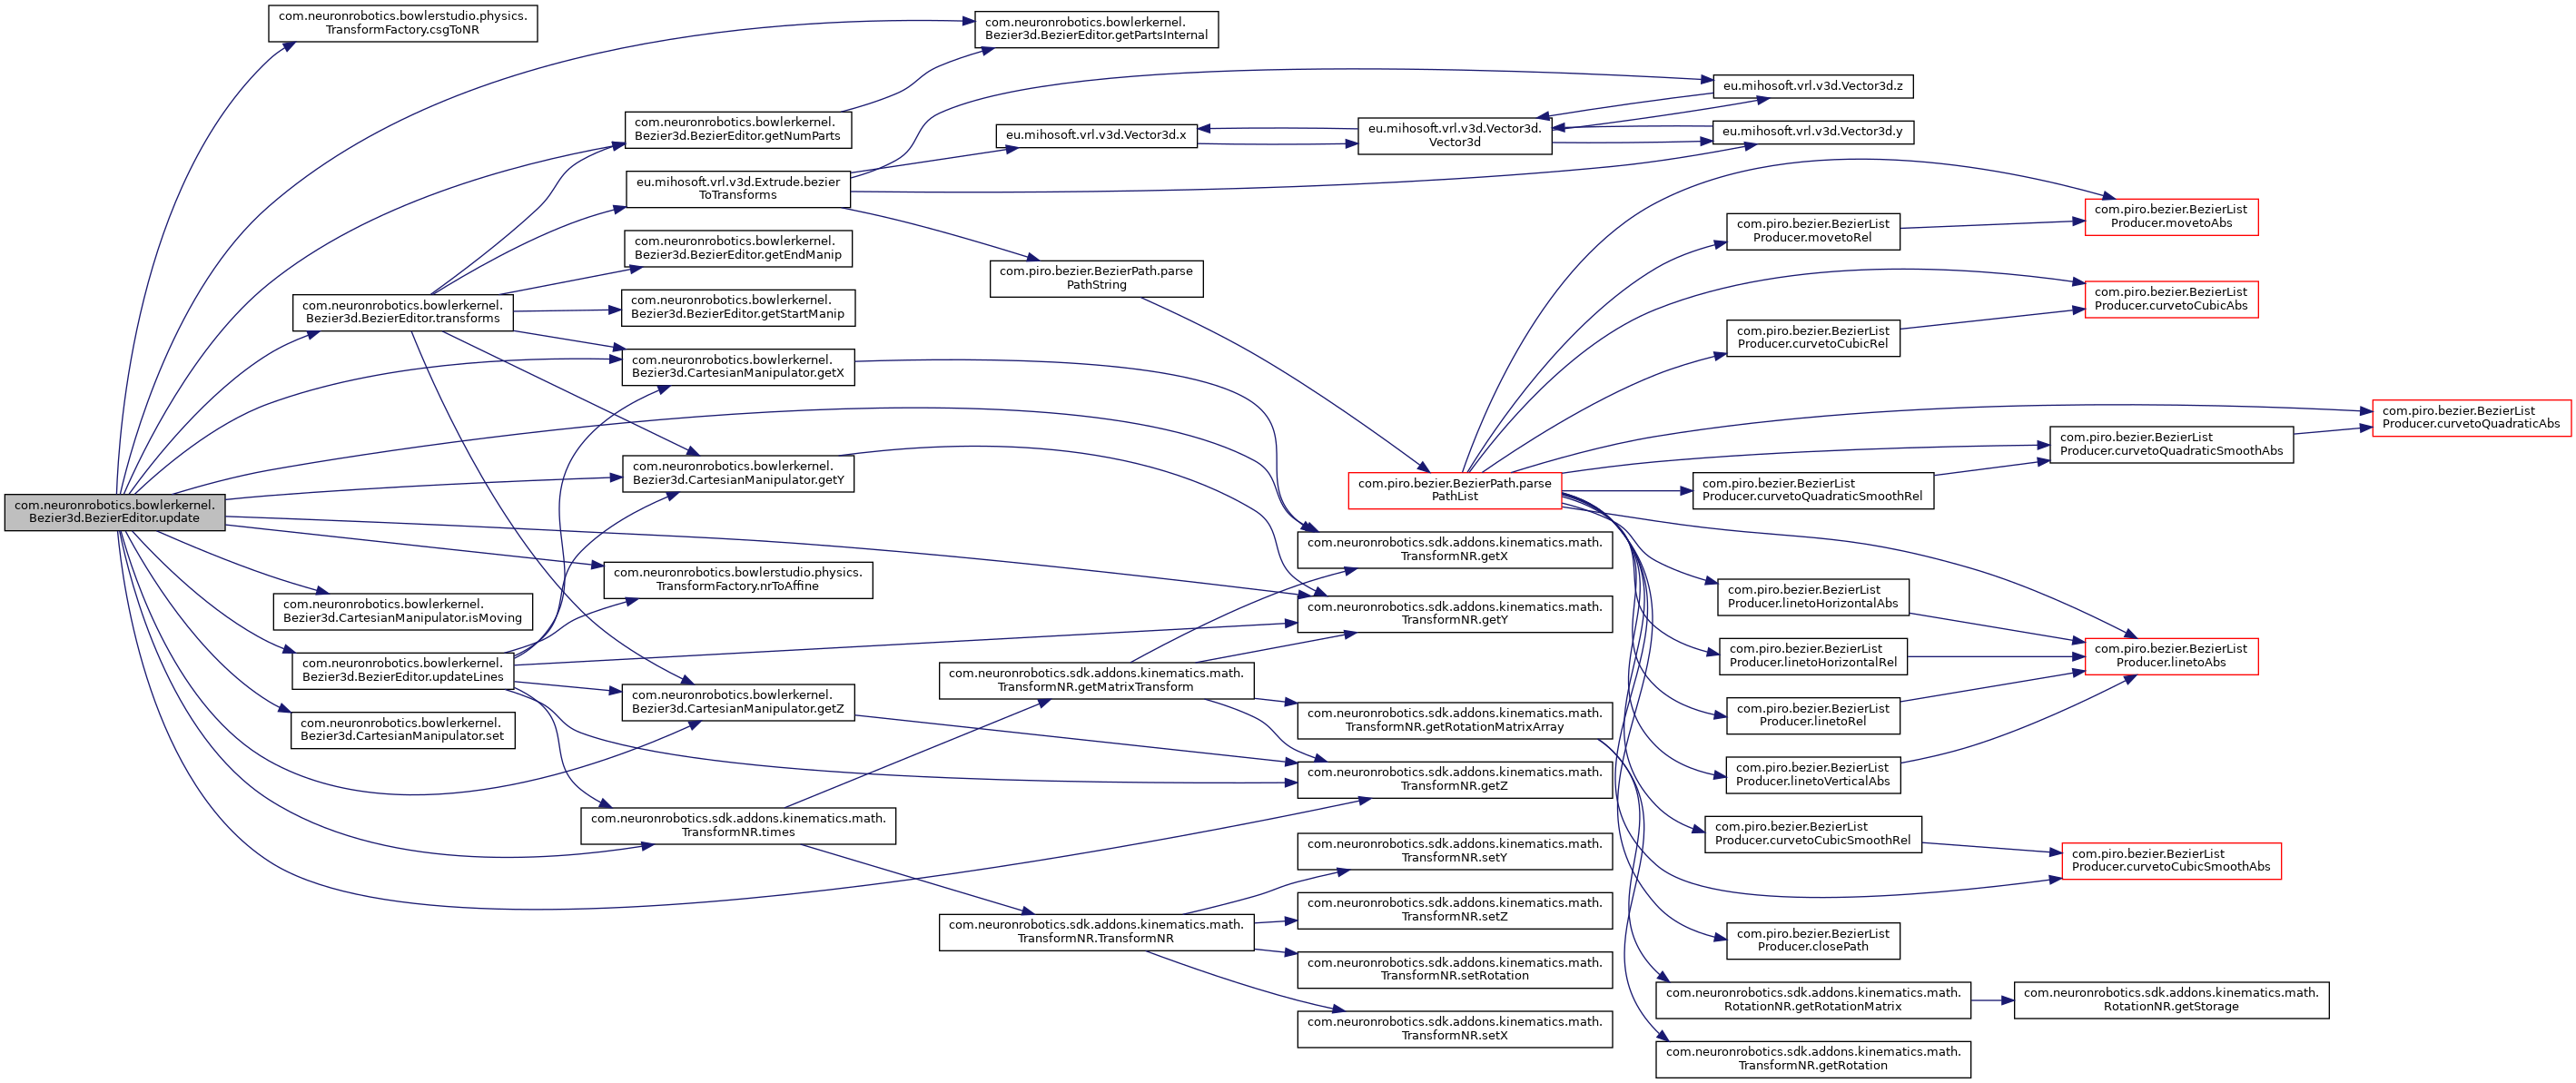 com.neuronrobotics.bowlerstudio.physics.
TransformFactory.csgToNR
com.neuronrobotics.bowlerkernel.
Bezier3d.BezierEditor.getPartsInternal
eu.mihosoft.vrl.v3d.Vector3d.z
com.neuronrobotics.bowlerkernel.
Bezier3d.BezierEditor.getNumParts
eu.mihosoft.vrl.v3d.Vector3d.x
eu.mihosoft.vrl.v3d.Vector3d.
Vector3d
eu.mihosoft.vrl.v3d.Vector3d.y
eu.mihosoft.vrl.v3d.Extrude.bezier
ToTransforms
com.piro.bezier.BezierList
Producer.movetoAbs
com.piro.bezier.BezierList
Producer.movetoRel
com.neuronrobotics.bowlerkernel.
Bezier3d.BezierEditor.getEndManip
com.piro.bezier.BezierPath.parse
PathString
com.neuronrobotics.bowlerkernel.
Bezier3d.BezierEditor.transforms
com.neuronrobotics.bowlerkernel.
Bezier3d.BezierEditor.getStartManip
com.piro.bezier.BezierList
Producer.curvetoCubicAbs
com.piro.bezier.BezierList
Producer.curvetoCubicRel
com.neuronrobotics.bowlerkernel.
Bezier3d.CartesianManipulator.getX
com.piro.bezier.BezierList
Producer.curvetoQuadraticAbs
com.piro.bezier.BezierList
Producer.curvetoQuadraticSmoothAbs
com.neuronrobotics.bowlerkernel.
Bezier3d.CartesianManipulator.getY
com.piro.bezier.BezierPath.parse
PathList
com.piro.bezier.BezierList
Producer.curvetoQuadraticSmoothRel
com.neuronrobotics.bowlerkernel.
Bezier3d.BezierEditor.update
com.neuronrobotics.sdk.addons.kinematics.math.
TransformNR.getX
com.neuronrobotics.bowlerstudio.physics.
TransformFactory.nrToAffine
com.piro.bezier.BezierList
Producer.linetoHorizontalAbs
com.neuronrobotics.bowlerkernel.
Bezier3d.CartesianManipulator.isMoving
com.neuronrobotics.sdk.addons.kinematics.math.
TransformNR.getY
com.neuronrobotics.bowlerkernel.
Bezier3d.BezierEditor.updateLines
com.piro.bezier.BezierList
Producer.linetoHorizontalRel
com.piro.bezier.BezierList
Producer.linetoAbs
com.neuronrobotics.sdk.addons.kinematics.math.
TransformNR.getMatrixTransform
com.neuronrobotics.bowlerkernel.
Bezier3d.CartesianManipulator.getZ
com.neuronrobotics.sdk.addons.kinematics.math.
TransformNR.getRotationMatrixArray
com.piro.bezier.BezierList
Producer.linetoRel
com.neuronrobotics.bowlerkernel.
Bezier3d.CartesianManipulator.set
com.neuronrobotics.sdk.addons.kinematics.math.
TransformNR.getZ
com.piro.bezier.BezierList
Producer.linetoVerticalAbs
com.neuronrobotics.sdk.addons.kinematics.math.
TransformNR.times
com.piro.bezier.BezierList
Producer.curvetoCubicSmoothRel
com.neuronrobotics.sdk.addons.kinematics.math.
TransformNR.setY
com.piro.bezier.BezierList
Producer.curvetoCubicSmoothAbs
com.neuronrobotics.sdk.addons.kinematics.math.
TransformNR.setZ
com.neuronrobotics.sdk.addons.kinematics.math.
TransformNR.TransformNR
com.piro.bezier.BezierList
Producer.closePath
com.neuronrobotics.sdk.addons.kinematics.math.
TransformNR.setRotation
com.neuronrobotics.sdk.addons.kinematics.math.
RotationNR.getRotationMatrix
com.neuronrobotics.sdk.addons.kinematics.math.
RotationNR.getStorage
com.neuronrobotics.sdk.addons.kinematics.math.
TransformNR.setX
com.neuronrobotics.sdk.addons.kinematics.math.
TransformNR.getRotation